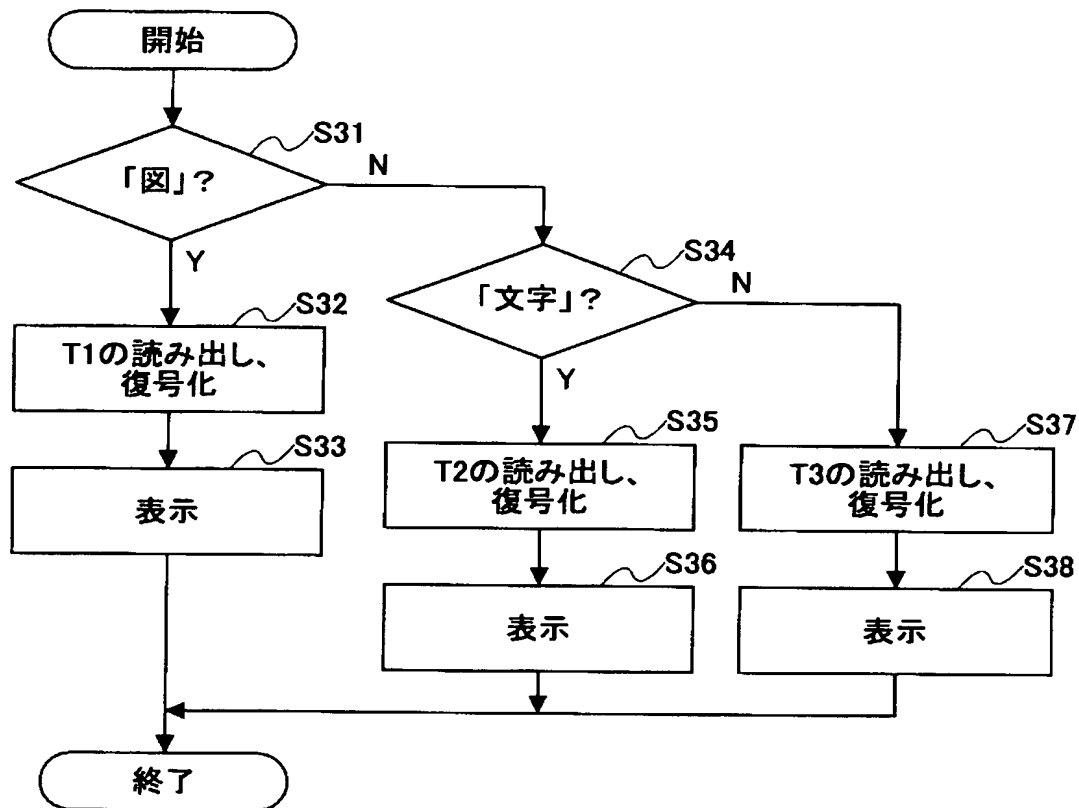 開始
S31
「図」?
N
Y
S34
「文字」?
N
Y
S32
T1の読み出し、
復号化
S33
表示
S35
T2の読み出し、
復号化
S37
T3の読み出し、
復号化
S36
表示
S38
表示
終了